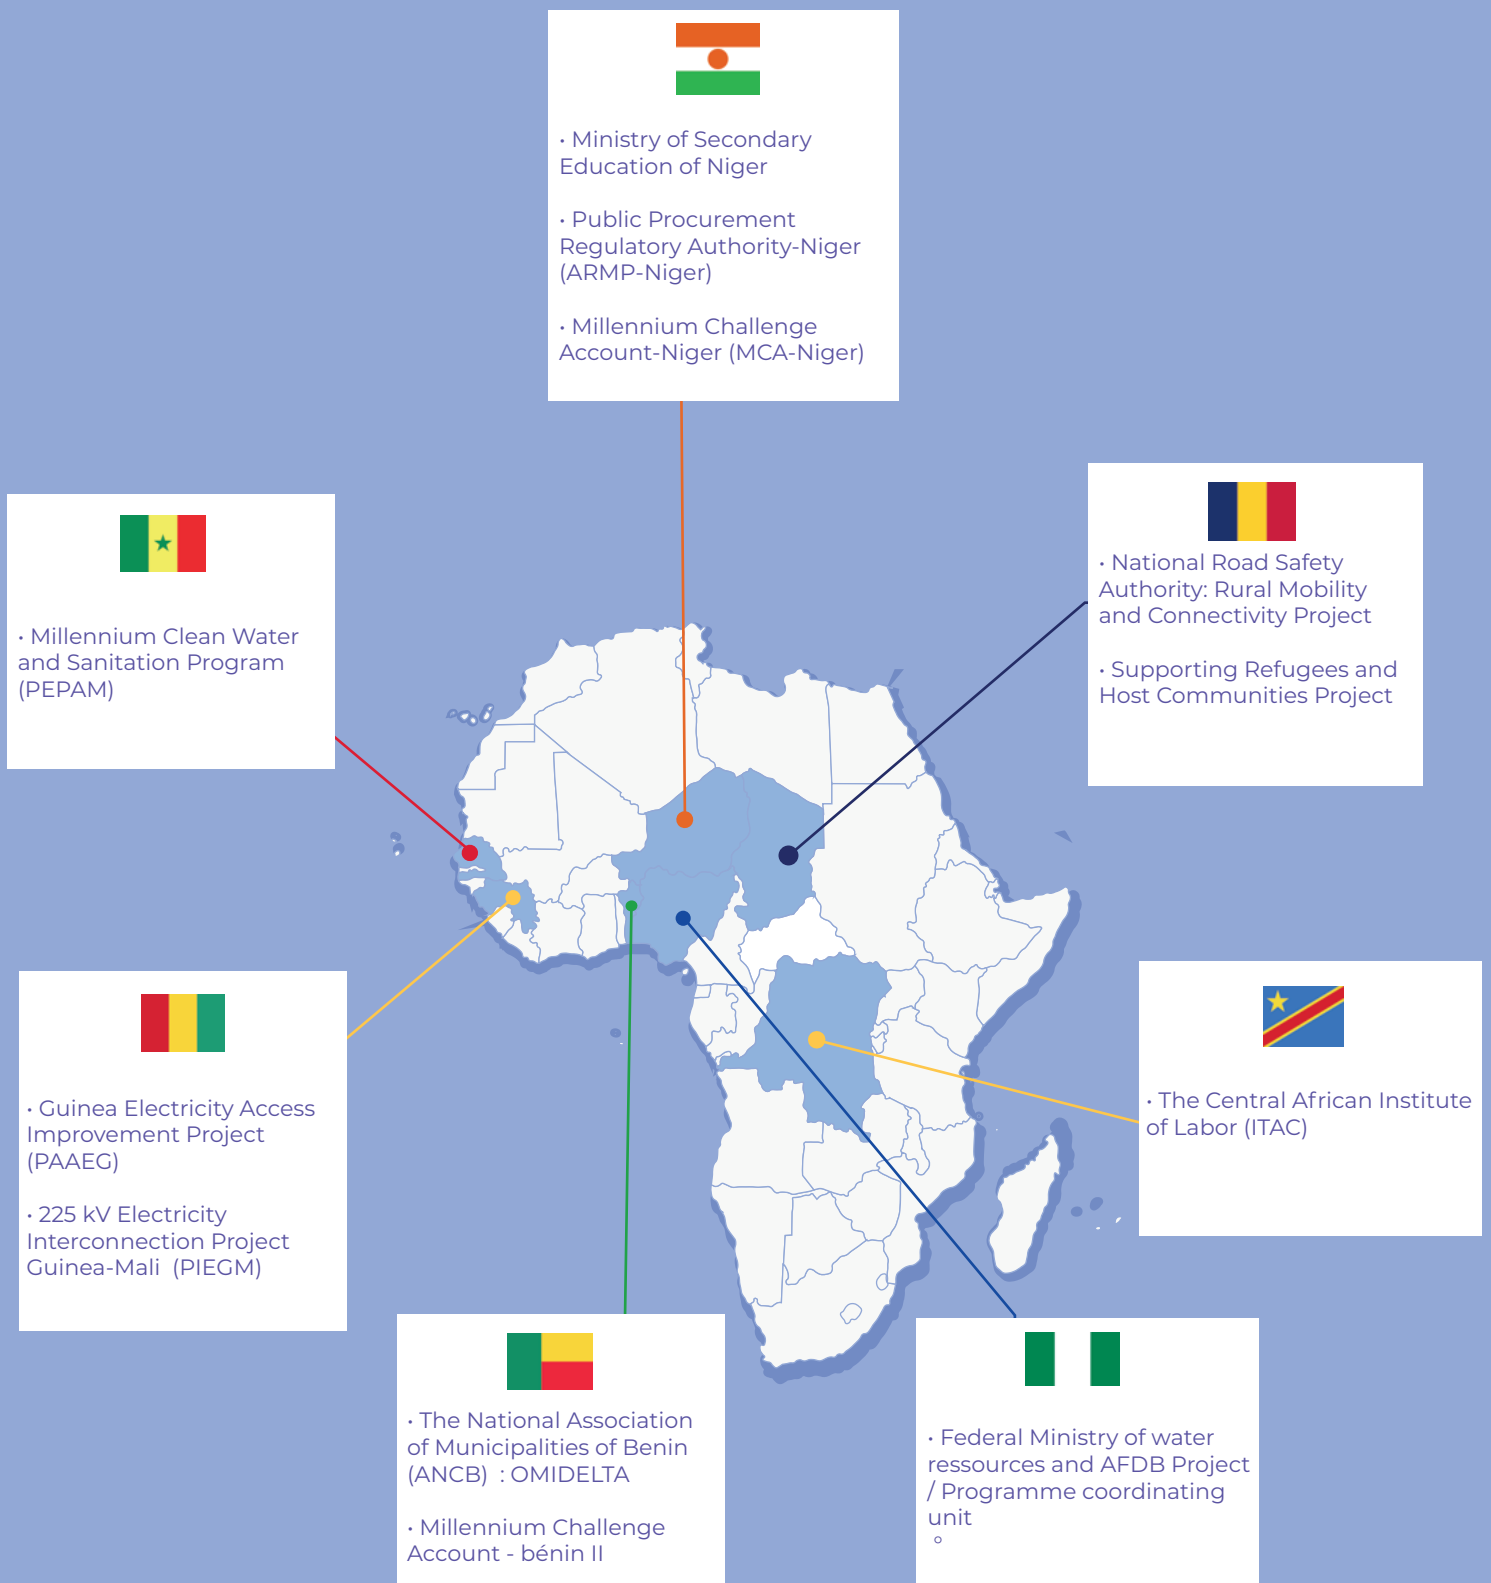 • Ministry of Secondary
Education of Niger
• Public Procurement
Regulatory Authority-Niger
(ARMP-Niger)
• Millennium Challenge
Account-Niger (MCA-Niger)
• National Road Safety
Authority: Rural Mobility
and Connectivity Project
• Supporting Refugees and
Host Communities Project
• Millennium Clean Water
and Sanitation Program
(PEPAM)
• Guinea Electricity Access
Improvement Project
(PAAEG)
• 225 kV Electricity
Interconnection Project
Guinea-Mali (PIEGM)
• The Central African Institute
of Labor (ITAC)
• The National Association
of Municipalities of Benin
(ANCB) : OMIDELTA
• Millennium Challenge
Account - bénin II
• Federal Ministry of water
ressources and AFDB Project
/ Programme coordinating
unit
°